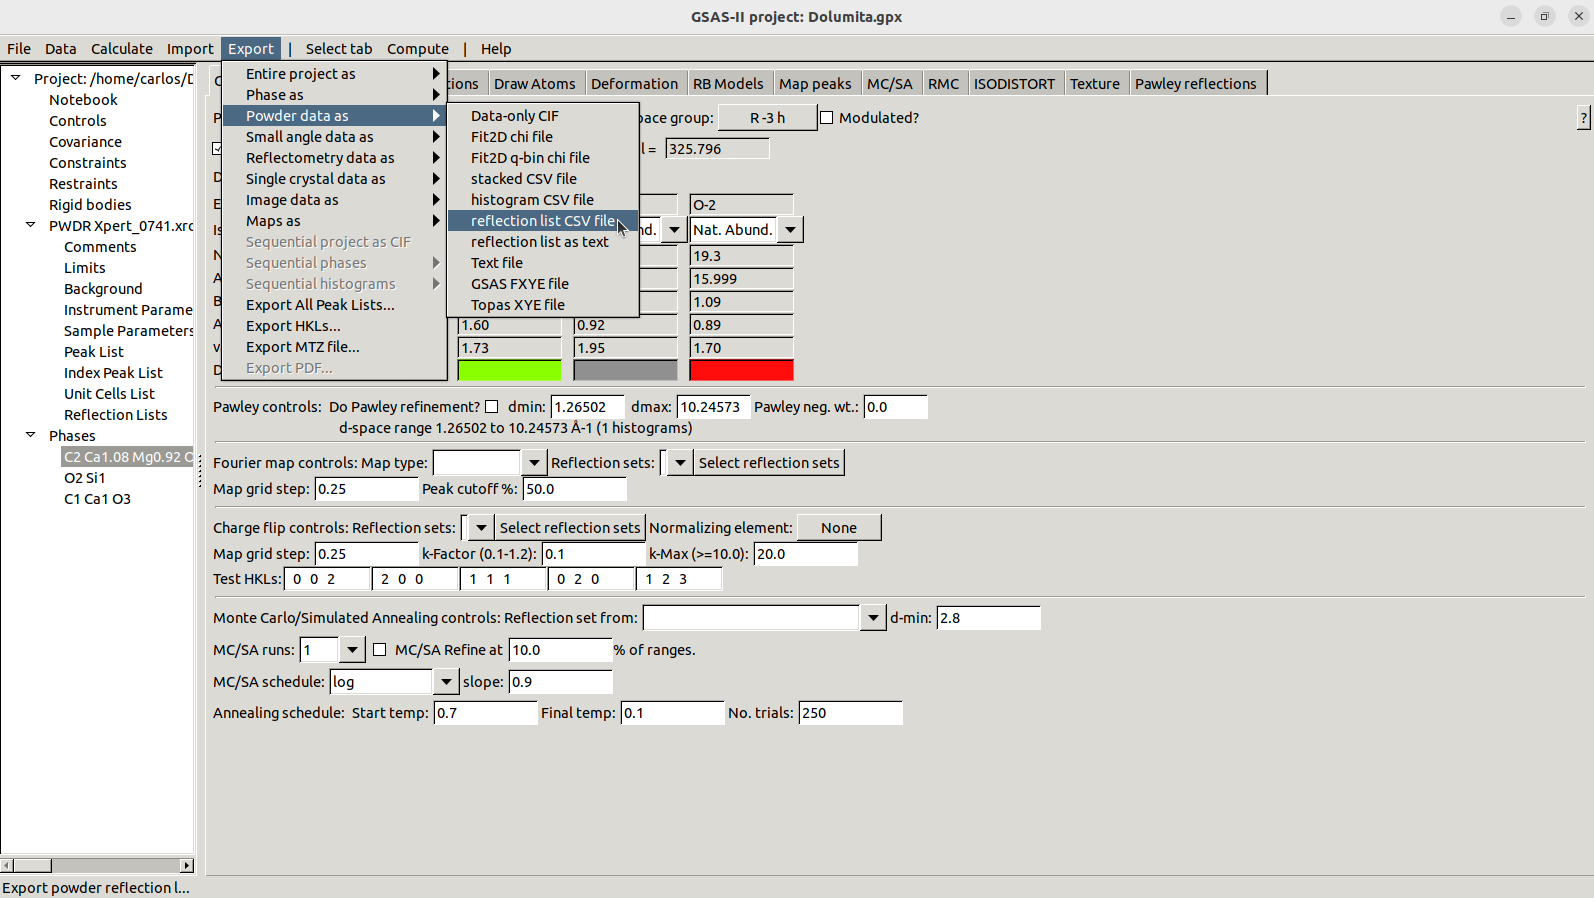 GSAS-II project: Dolumita.gpx
File Data Calculate Import Export | Select tab Compute | Help
Project: /home/carlos/D
Notebook
Controls
Covariance
Constraints
Restraints
Rigid bodies
PWDR Xpert_0741.xrd
Comments
Limits
Background
Instrument Parame
Sample Parameters
Peak List
Index Peak List
Unit Cells List
Reflection Lists
Phases
C2 Ca1.08 Mg0.92 O
O2 Si1
C1 Ca1 O3
Entire project as
Phase as
Powder data as
Small angle data as
Reflectometry data as
Single crystal data as
Image data as
Maps as
Sequential project as CIF
Sequential phases
Sequential histograms
Export All Peak Lists...
Export HKLs...
Export MTZ file...
Export PDF...
Data-only CIF
Fit2D chi file
Fit2D q-bin chi file
stacked CSV file
histogram CSV file
reflection list CSV file
reflection list as text
Text file
GSAS FXYE file
Topas XYE file
ions Draw Atoms Deformation RB Models Map peaks MC/SA RMC ISODISTORT Texture Pawley reflections
pace group: R -3 h Modulated? ?
l = 325.796
O-2
nd. Nat. Abund.
19.3
15.999
1.09
1.60 0.92 0.89
1.73 1.95 1.70
Pawley controls: Do Pawley refinement? dmin: 1.26502 dmax: 10.24573 Pawley neg. wt.: 0.0
d-space range 1.26502 to 10.24573 Å-1 (1 histograms)
Fourier map controls: Map type: Reflection sets: Select reflection sets
Map grid step: 0.25 Peak cutoff %: 50.0
Charge flip controls: Reflection sets: Select reflection sets Normalizing element: None
Map grid step: 0.25 k-Factor (0.1-1.2): 0.1 k-Max (>=10.0): 20.0
Test HKLs: 0 0 2 2 0 0 1 1 1 0 2 0 1 2 3
Monte Carlo/Simulated Annealing controls: Reflection set from: d-min: 2.8
MC/SA runs: 1 MC/SA Refine at 10.0 % of ranges.
MC/SA schedule: log slope: 0.9
Annealing schedule: Start temp: 0.7 Final temp: 0.1 No. trials: 250
Export powder reflection l...